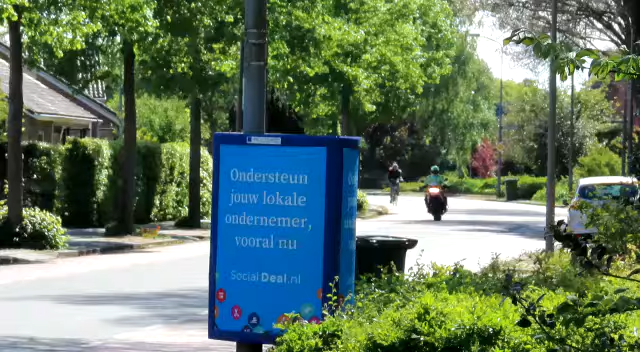 Ondersteun
jouw lokale
ondernemer,
vooral nu
SocialDeal.nl